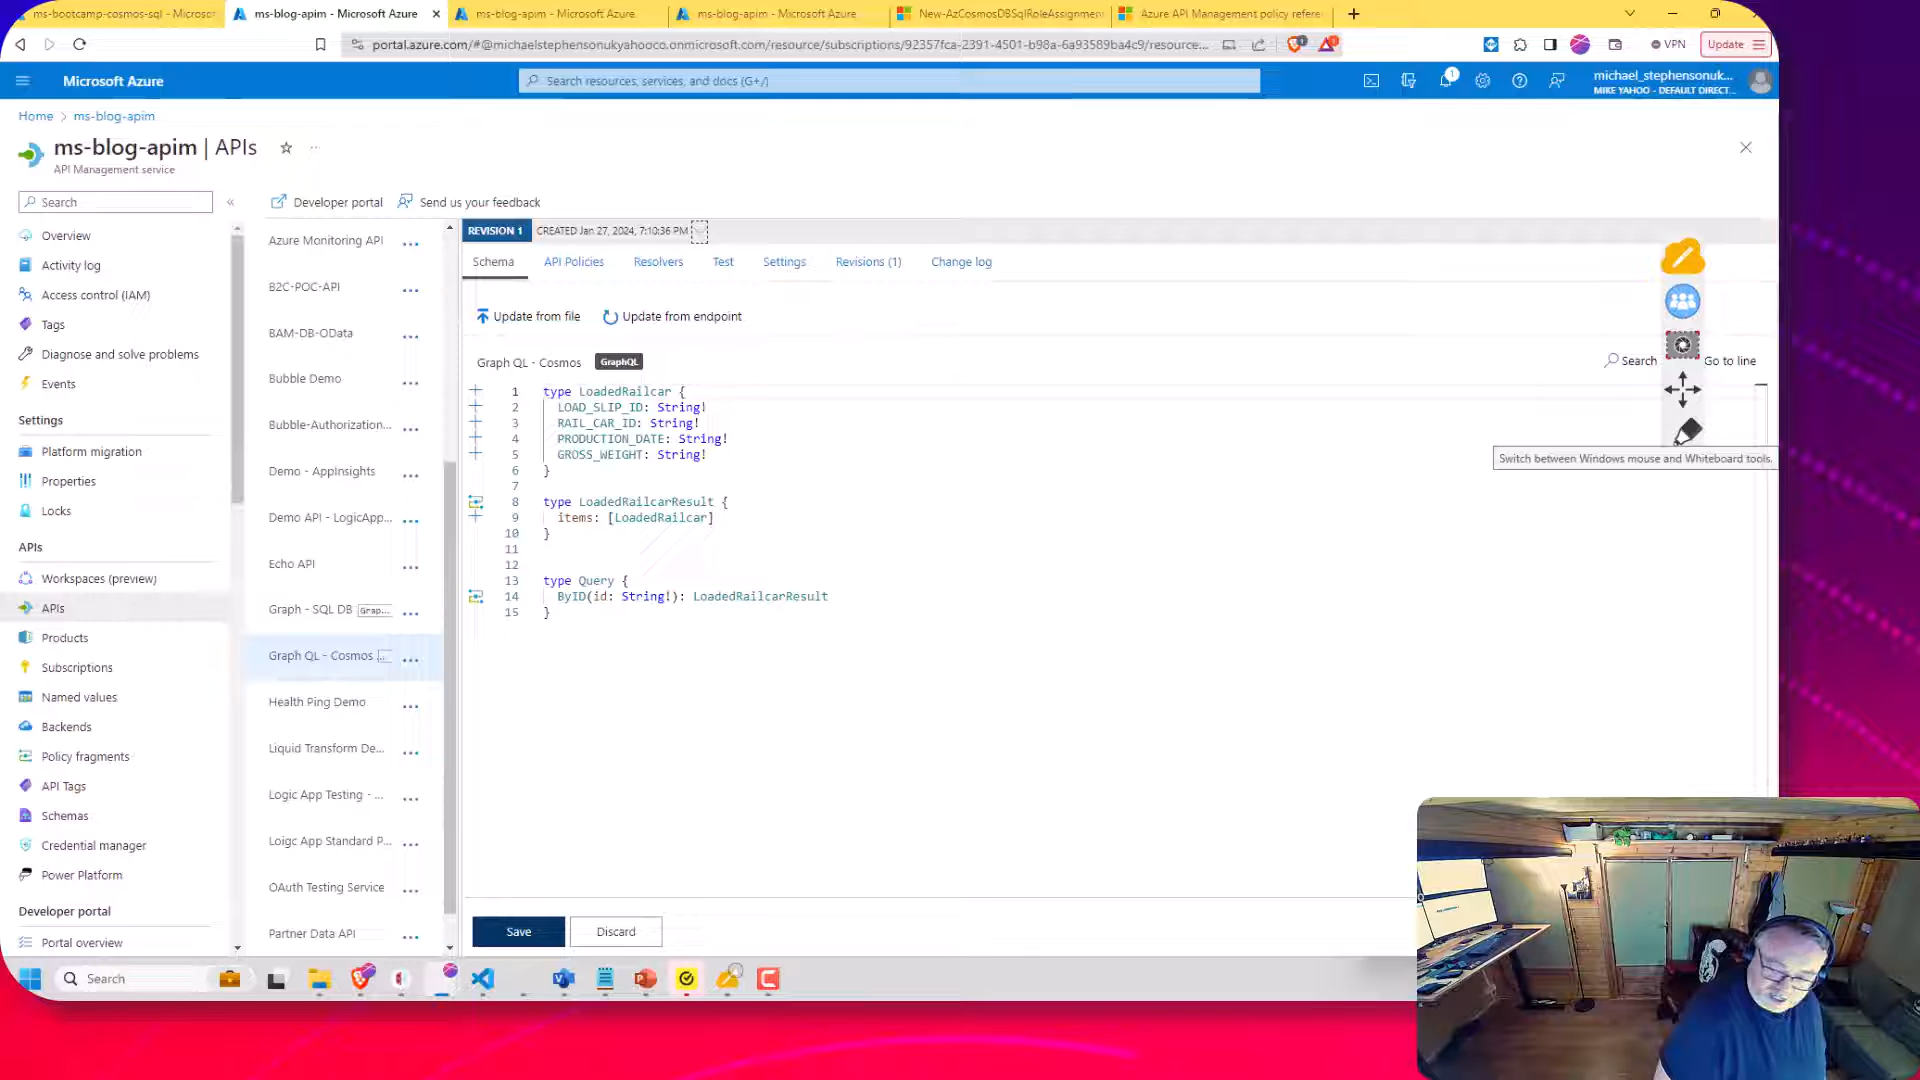 ms-bootcamp-cosmos-sql - Microsoft
ms-blog-apim - Microsoft Azure
ms-blog-apim - Microsoft Azure
ms-blog-apim - Microsoft Azure
New-AzCosmosDBSqlRoleAssignment
Azure API Management policy refere
portal.azure.com/#@michaelstephensonukyahooco.onmicrosoft.com/resource/subscriptions/92357fca-2391-4501-b98a-6a93589ba4c9/resource...
VPN
Update
Microsoft Azure
Search resources, services, and docs (G+/)
1
michael_stephensonuk...
MIKE YAHOO - DEFAULT DIRECT...
Home > ms-blog-apim
ms-blog-apim | APIs
API Management service
Search
Developer portal
Send us your feedback
Overview
Activity log
Access control (IAM)
Tags
Diagnose and solve problems
Events
Settings
Platform migration
Properties
Locks
APIs
Workspaces (preview)
APIs
Products
Subscriptions
Named values
Backends
Policy fragments
API Tags
Schemas
Credential manager
Power Platform
Developer portal
Portal overview
Azure Monitoring API
B2C-POC-API
BAM-DB-OData
Bubble Demo
Bubble-Authorization...
Demo - AppInsights
Demo API - LogicApp...
Echo API
Graph - SQL DB Grap...
Graph QL - Cosmos ...
Health Ping Demo
Liquid Transform De...
Logic App Testing - ...
Loigc App Standard P...
OAuth Testing Service
Partner Data API
REVISION 1 CREATED Jan 27, 2024, 7:10:36 PM
Schema API Policies Resolvers Test Settings Revisions (1) Change log
Update from file
Update from endpoint
Graph QL - Cosmos GraphQL
Search
Go to line
1 type LoadedRailcar {
2 LOAD_SLIP_ID: String!
3 RAIL_CAR_ID: String!
4 PRODUCTION_DATE: String!
5 GROSS_WEIGHT: String!
6 }
7
8 type LoadedRailcarResult {
9 items: [LoadedRailcar]
10 }
11
12
13 type Query {
14 ByID(id: String!): LoadedRailcarResult
15 }
Switch between Windows mouse and Whiteboard tools.
Save
Discard
Search